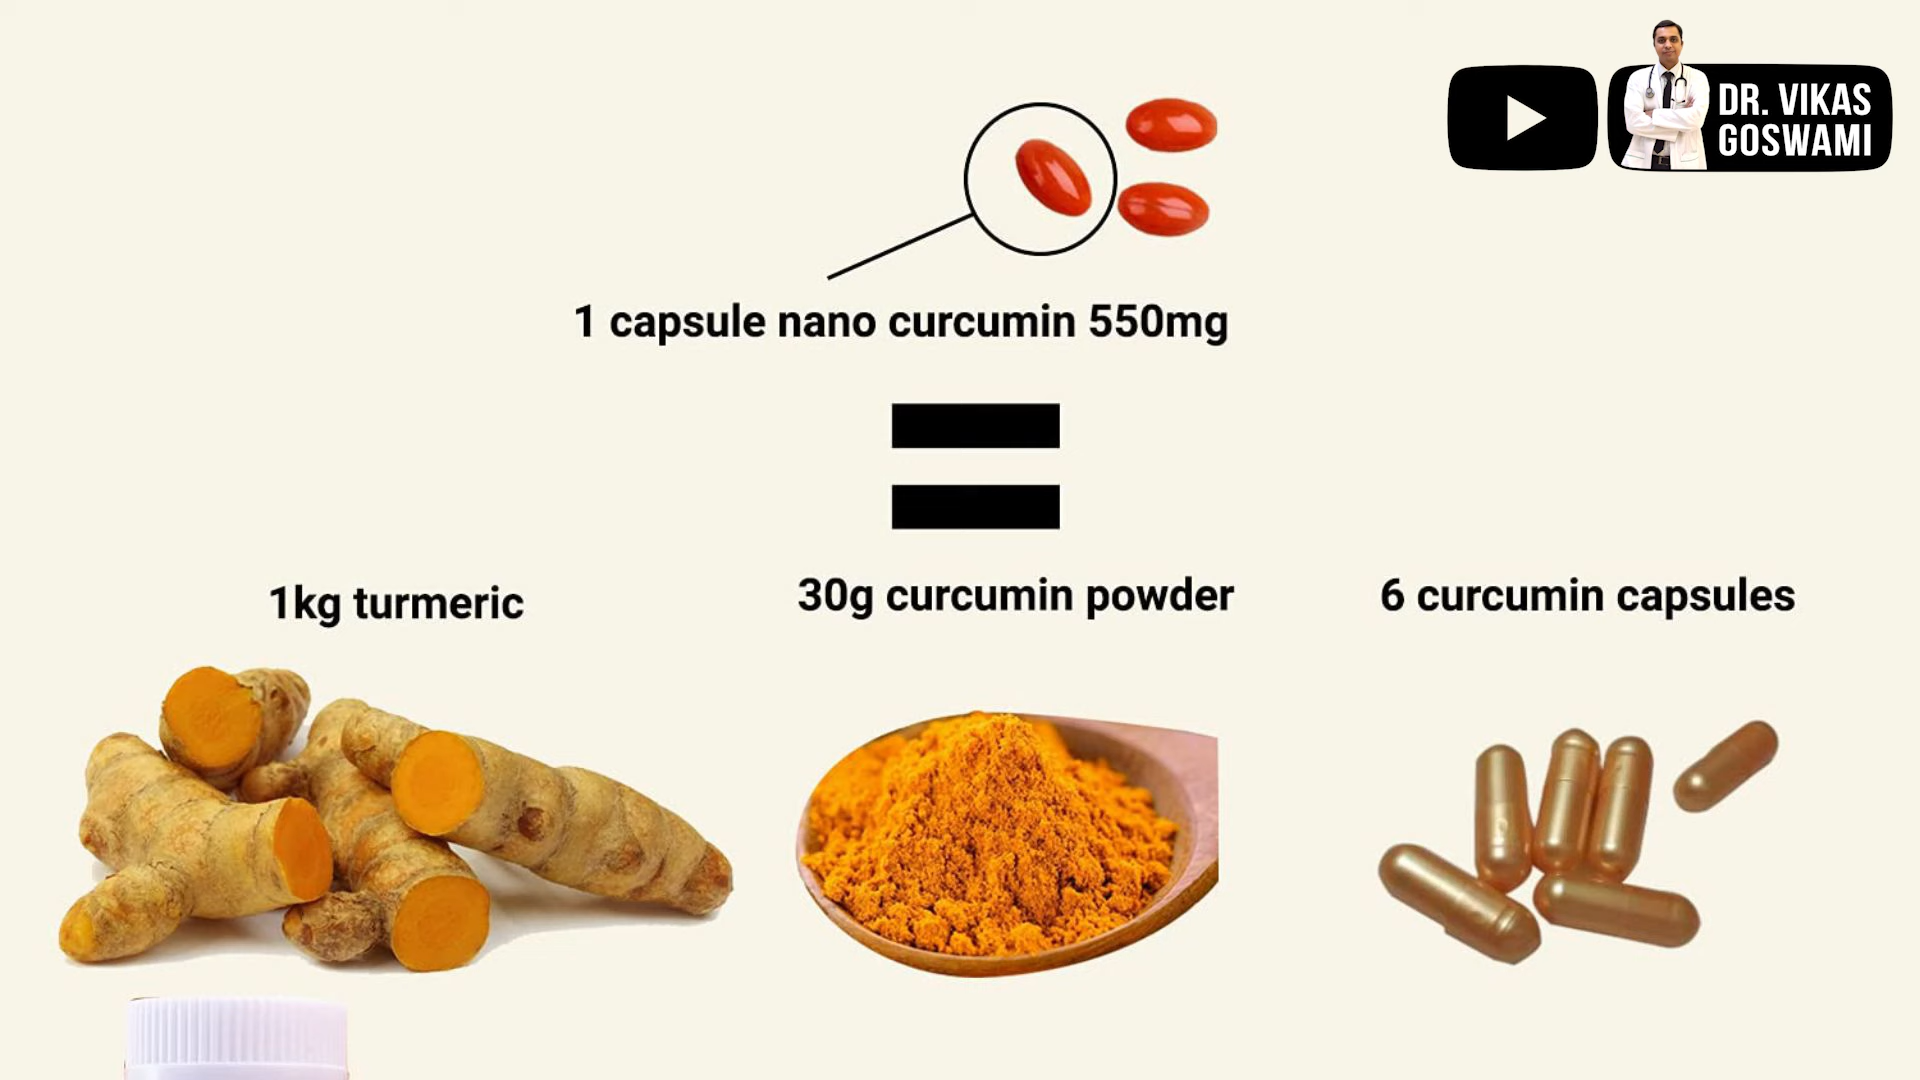 DR. VIKAS
GOSWAMI
1 capsule nano curcumin 550mg
1kg turmeric
30g curcumin powder
6 curcumin capsules